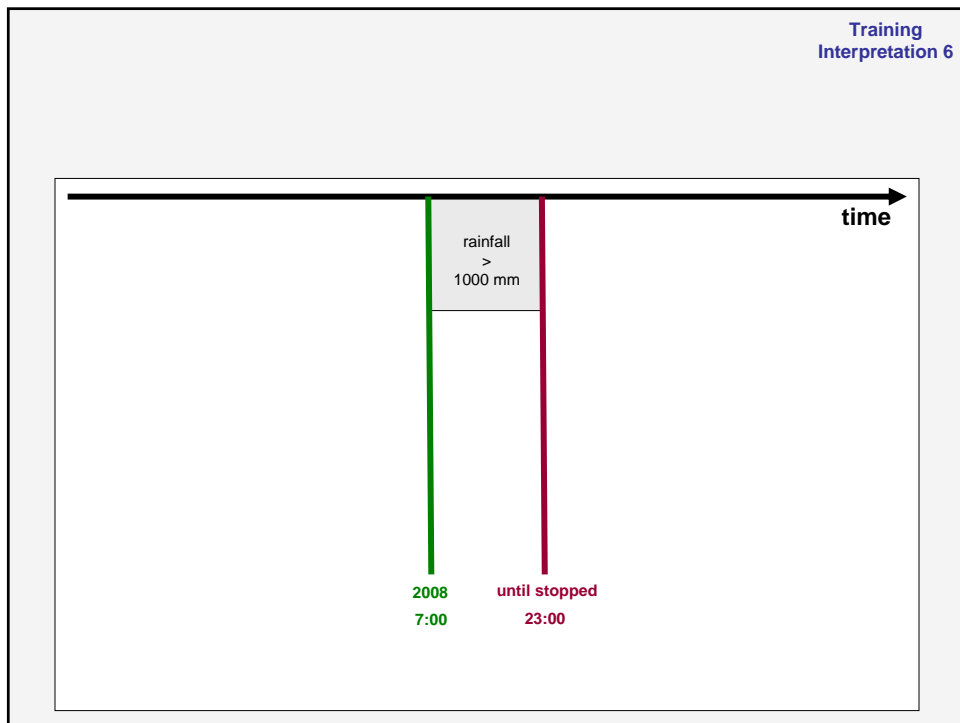 Training
Interpretation 6
time
rainfall
>
1000 mm
2008
7:00
until stopped
23:00